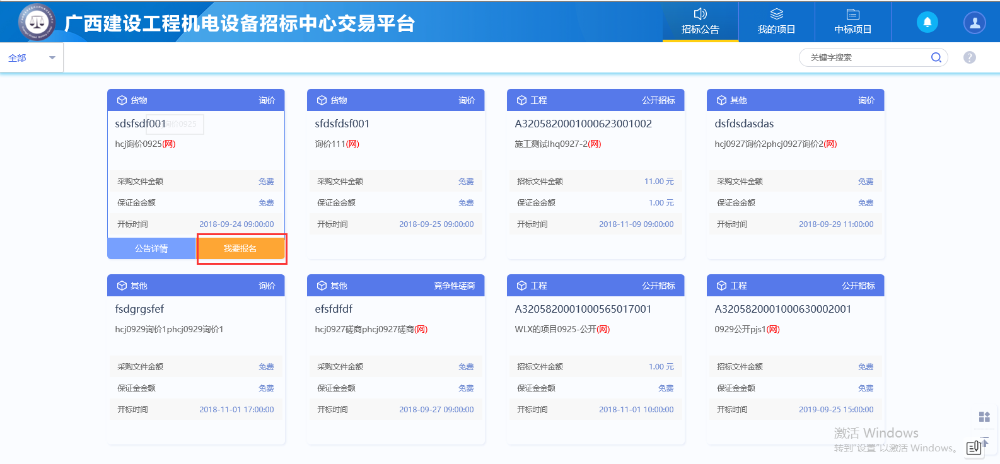 广西建设工程机电设备招标中心交易平台
招标公告
我的项目
中标项目
全部
关键字搜索
货物 询价
sdsfsdf001
询价0925
hcj询价0925(网)
采购文件金额 免费
保证金金额 免费
开标时间 2018-09-24 09:00:00
公告详情 我要报名
货物 询价
sfdsfdsf001
询价111(网)
采购文件金额 免费
保证金金额 免费
开标时间 2018-09-25 09:00:00
工程 公开招标
A3205820001000623001002
施工测试lhq0927-2(网)
招标文件金额 11.00 元
保证金金额 1.00 元
开标时间 2018-11-09 09:00:00
其他 询价
dsfdsdasdas
hcj0927询价2phcj0927询价2(网)
采购文件金额 免费
保证金金额 免费
开标时间 2018-09-29 11:00:00
其他 询价
fsdgrgsfef
hcj0929询价1phcj0929询价1
采购文件金额 免费
保证金金额 免费
开标时间 2018-11-01 17:00:00
其他 竞争性磋商
efsfdfdf
hcj0927磋商phcj0927磋商(网)
采购文件金额 免费
保证金金额 免费
开标时间 2018-09-27 09:00:00
工程 公开招标
A3205820001000565017001
WLX的项目0925-公开(网)
招标文件金额 1.00 元
保证金金额 免费
开标时间 2018-11-01 10:00:00
工程 公开招标
A3205820001000630002001
0929公开pjs1(网)
招标文件金额 免费
保证金金额 免费
开标时间 2019-09-25 15:00:00
激活 Windows
转到"设置"以激活 Windows。